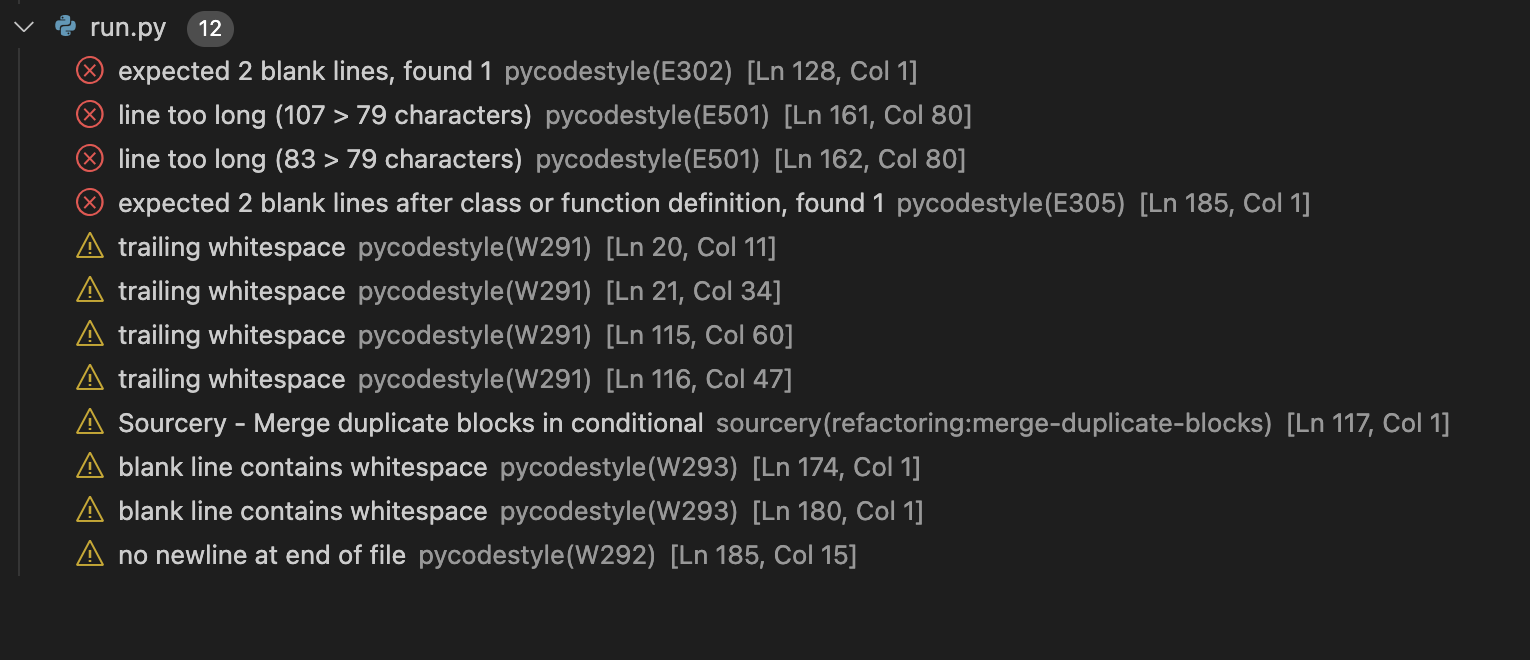 run.py 12
expected 2 blank lines, found 1 pycodestyle(E302) [Ln 128, Col 1]
line too long (107 > 79 characters) pycodestyle(E501) [Ln 161, Col 80]
line too long (83 > 79 characters) pycodestyle(E501) [Ln 162, Col 80]
expected 2 blank lines after class or function definition, found 1 pycodestyle(E305) [Ln 185, Col 1]
trailing whitespace pycodestyle(W291) [Ln 20, Col 11]
trailing whitespace pycodestyle(W291) [Ln 21, Col 34]
trailing whitespace pycodestyle(W291) [Ln 115, Col 60]
trailing whitespace pycodestyle(W291) [Ln 116, Col 47]
Sourcery - Merge duplicate blocks in conditional sourcery(refactoring:merge-duplicate-blocks) [Ln 117, Col 1]
blank line contains whitespace pycodestyle(W293) [Ln 174, Col 1]
blank line contains whitespace pycodestyle(W293) [Ln 180, Col 1]
no newline at end of file pycodestyle(W292) [Ln 185, Col 15]